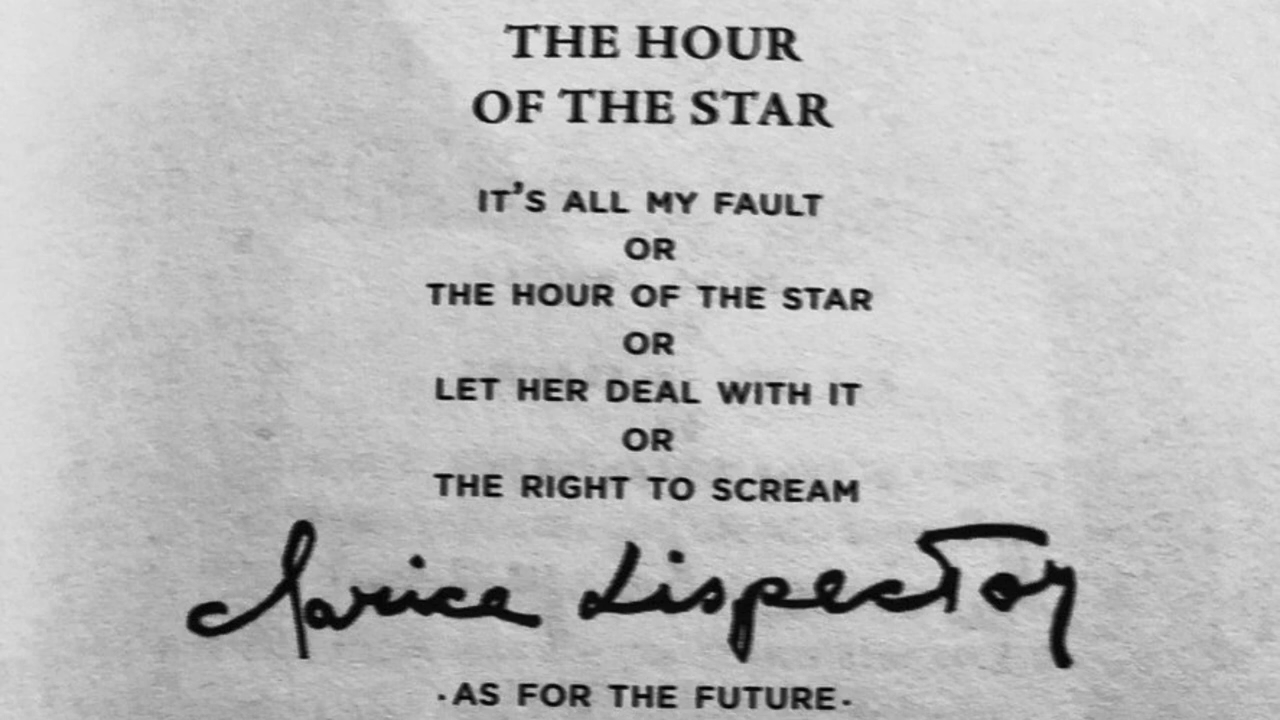 THE HOUR
OF THE STAR
IT'S ALL MY FAULT
OR
THE HOUR OF THE STAR
OR
LET HER DEAL WITH IT
OR
THE RIGHT TO SCREAM
Clarice Lispector
.AS FOR THE FUTURE.